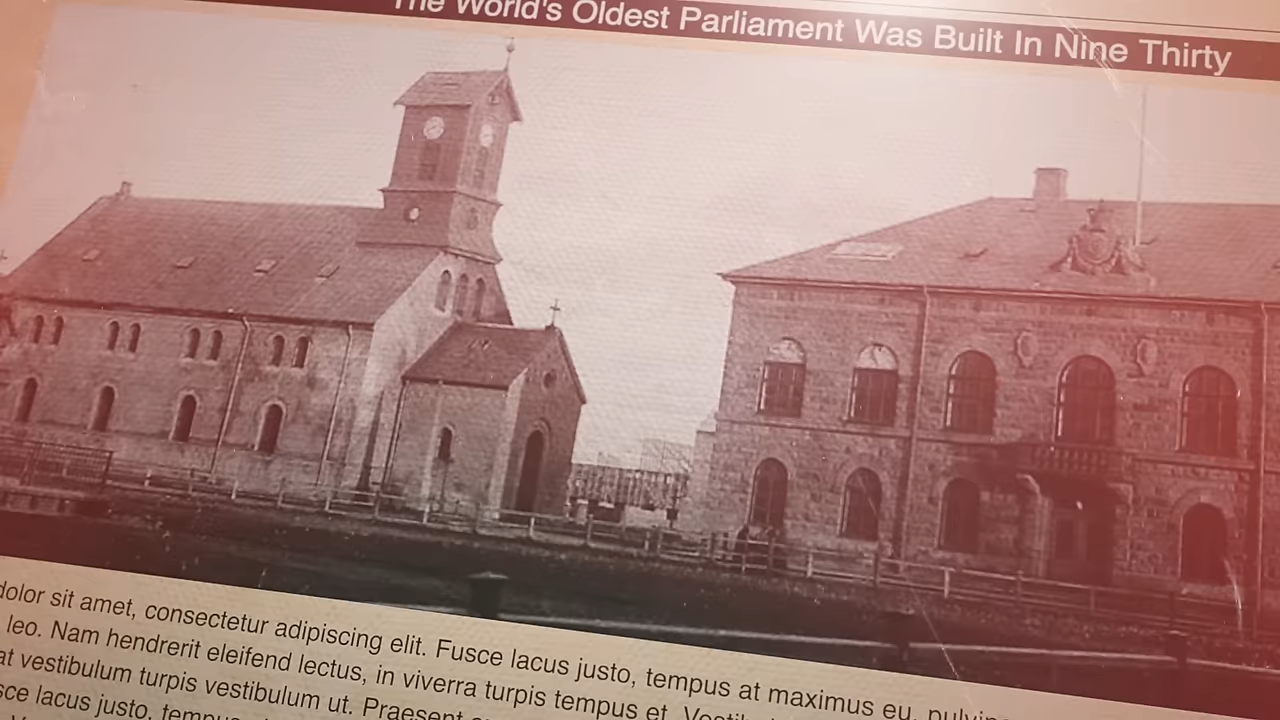 The World's Oldest Parliament Was Built In Nine Thirty
dolor sit amet, consectetur adipiscing elit. Fusce lacus justo, tempus at maximus eu,
leo. Nam hendrerit eleifend lectus, in viverra turpis tempus et.
at vestibulum turpis vestibulum ut. Praesent
lacus justo,